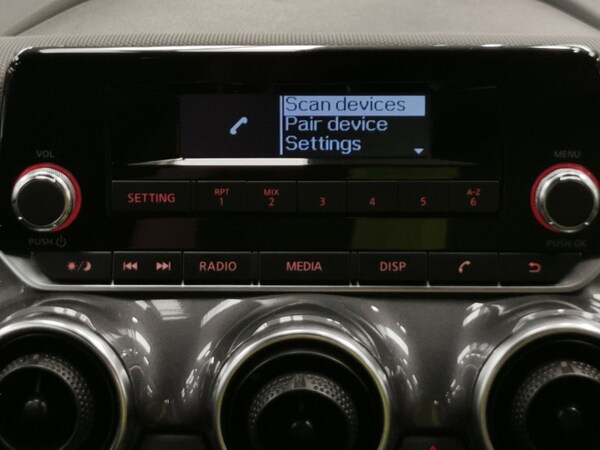 Scan devices
Pair device
Settings
VOL
MENU
SETTING
RPT
1
MIX
2
3
4
5
A-Z
6
PUSH
PUSH OK
RADIO
MEDIA
DISP